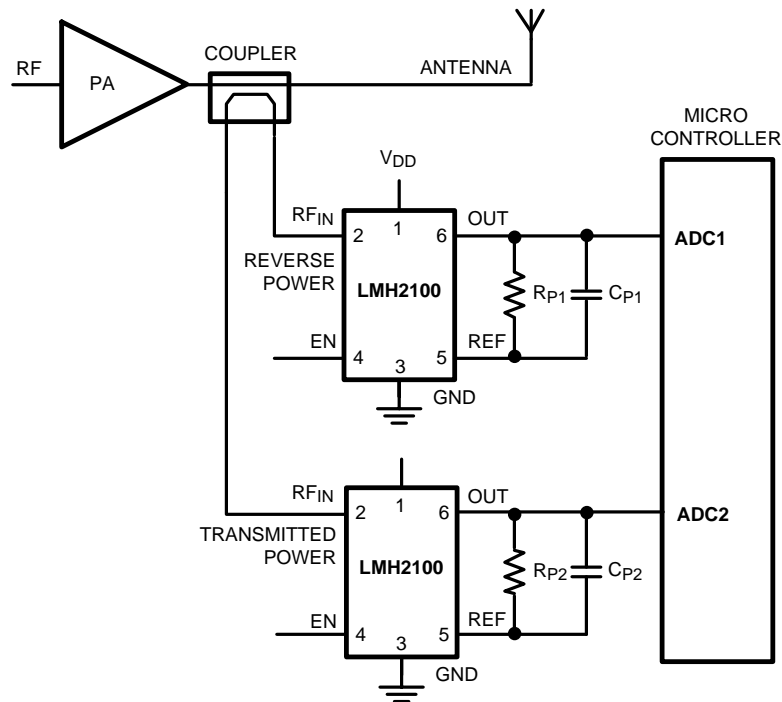 RF
PA
COUPLER
ANTENNA
MICRO
CONTROLLER
VDD
RFIN
2
1
6
OUT
ADC1
REVERSE
POWER
LMH2100
RP1
CP1
EN
4
3
5
REF
GND
RFIN
2
1
6
OUT
ADC2
TRANSMITTED
POWER
LMH2100
RP2
CP2
EN
4
3
5
REF
GND